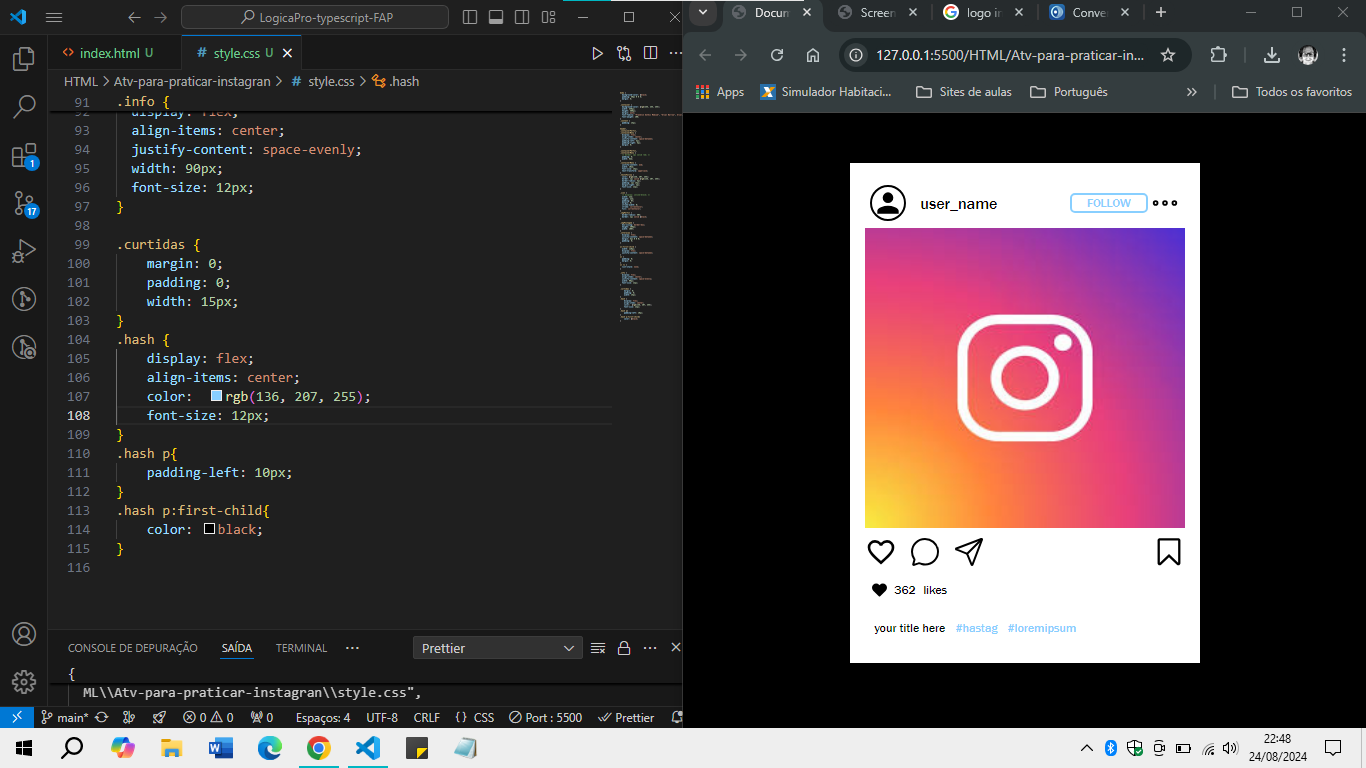 LogicaPro-typescript-FAP
index.html U
style.css U
HTML > Atv-para-praticar-instagran > # style.css > .hash
91 .info {
92 display: flex;
93 align-items: center;
94 justify-content: space-evenly;
95 width: 90px;
96 font-size: 12px;
97 }
98
99 .curtidas {
100 margin: 0;
101 padding: 0;
102 width: 15px;
103 }
104 .hash {
105 display: flex;
106 align-items: center;
107 color: rgb(136, 207, 255);
108 font-size: 12px;
109 }
110 .hash p{
111 padding-left: 10px;
112 }
113 .hash p:first-child{
114 color: black;
115 }
116
1
17
CONSOLE DE DEPURAÇÃO SAÍDA TERMINAL ··· Prettier
{
ML\\Atv-para-praticar-instagran\\style.css",
main* 0 0 0 Espaços: 4 UTF-8 CRLF {} CSS Port : 5500 Prettier
Docum Screen logo in Conve
127.0.0.1:5500/HTML/Atv-para-praticar-in...
Apps Simulador Habitaci... Sites de aulas Português » Todos os favoritos
user_name FOLLOW
362 likes
your title here #hastag #loremipsum
22:48
24/08/2024